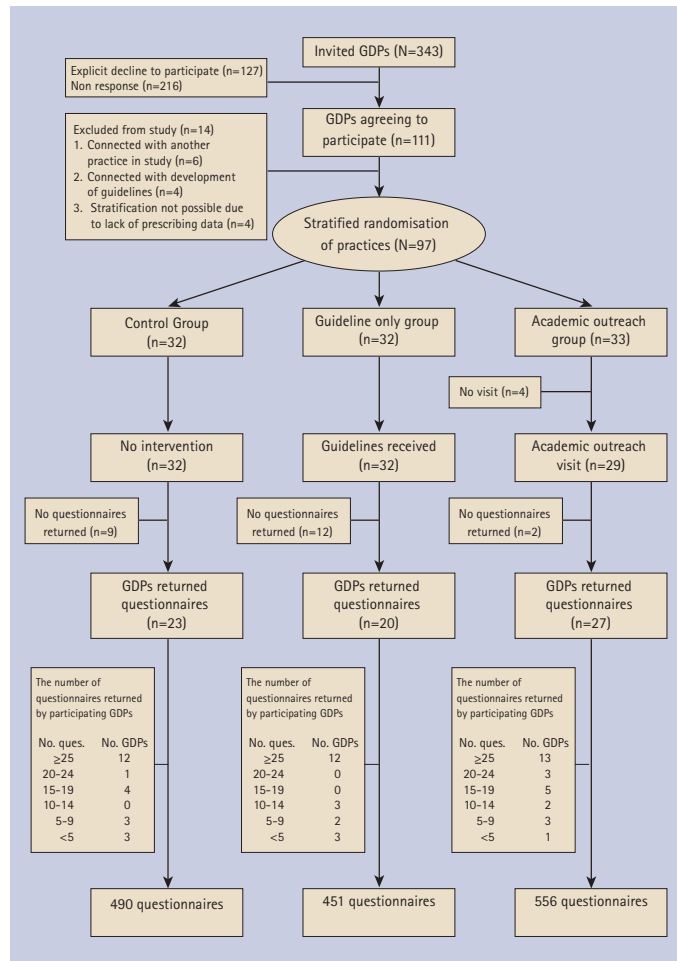 Invited GDPs (N=343)
Explicit decline to participate (n=127)
Non response (n=216)
GDPs agreeing to
participate (n=111)
Excluded from study (n=14)
1. Connected with another
practice in study (n=6)
2. Connected with development
of guidelines (n=4)
3. Stratification not possible due
to lack of prescribing data (n=4)
Stratified randomisation
of practices (N=97)
Control Group
(n=32)
Guideline only group
(n=32)
Academic outreach
group (n=33)
No visit (n=4)
No intervention
(n=32)
Guidelines received
(n=32)
Academic outreach
visit (n=29)
No questionnaires
returned (n=9)
No questionnaires
returned (n=12)
No questionnaires
returned (n=2)
GDPs returned
questionnaires
(n=23)
GDPs returned
questionnaires
(n=20)
GDPs returned
questionnaires
(n=27)
The number of
questionnaires returned
by participating GDPs
No. ques. No. GDPs
≥25 12
20-24 1
15-19 4
10-14 0
5-9 3
<5 3
The number of
questionnaires returned
by participating GDPs
No. ques. No. GDPs
≥25 12
20-24 0
15-19 0
10-14 3
5-9 2
<5 3
The number of
questionnaires returned
by participating GDPs
No. ques. No. GDPs
≥25 13
20-24 3
15-19 5
10-14 2
5-9 3
<5 1
490 questionnaires
451 questionnaires
556 questionnaires